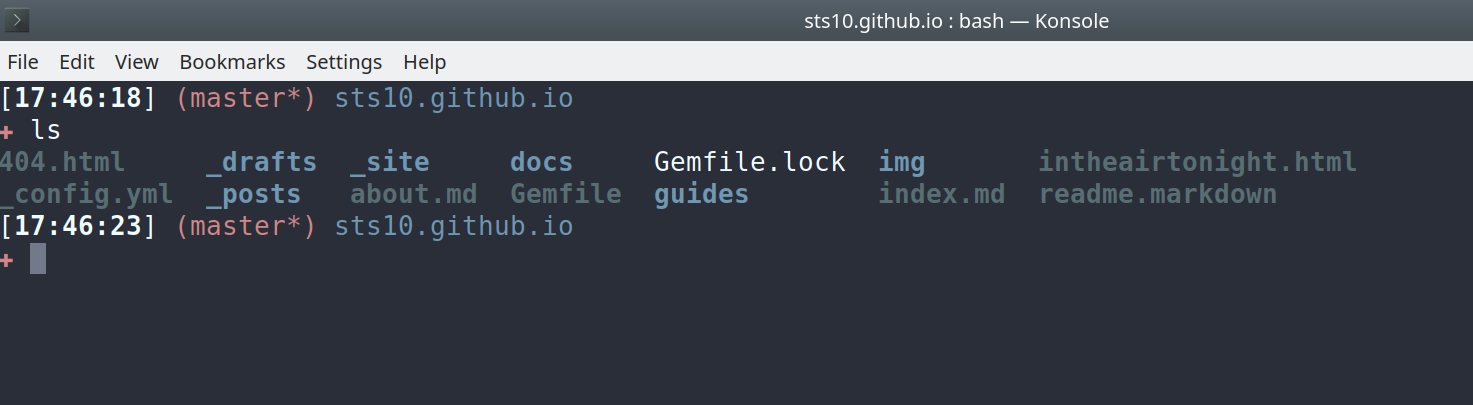 sts10.github.io : bash — Konsole
File Edit View Bookmarks Settings Help
[17:46:18] (master*) sts10.github.io
+ ls
404.html _drafts _site docs Gemfile.lock img intheairtonight.html
_config.yml _posts about.md Gemfile guides index.md readme.markdown
[17:46:23] (master*) sts10.github.io
+